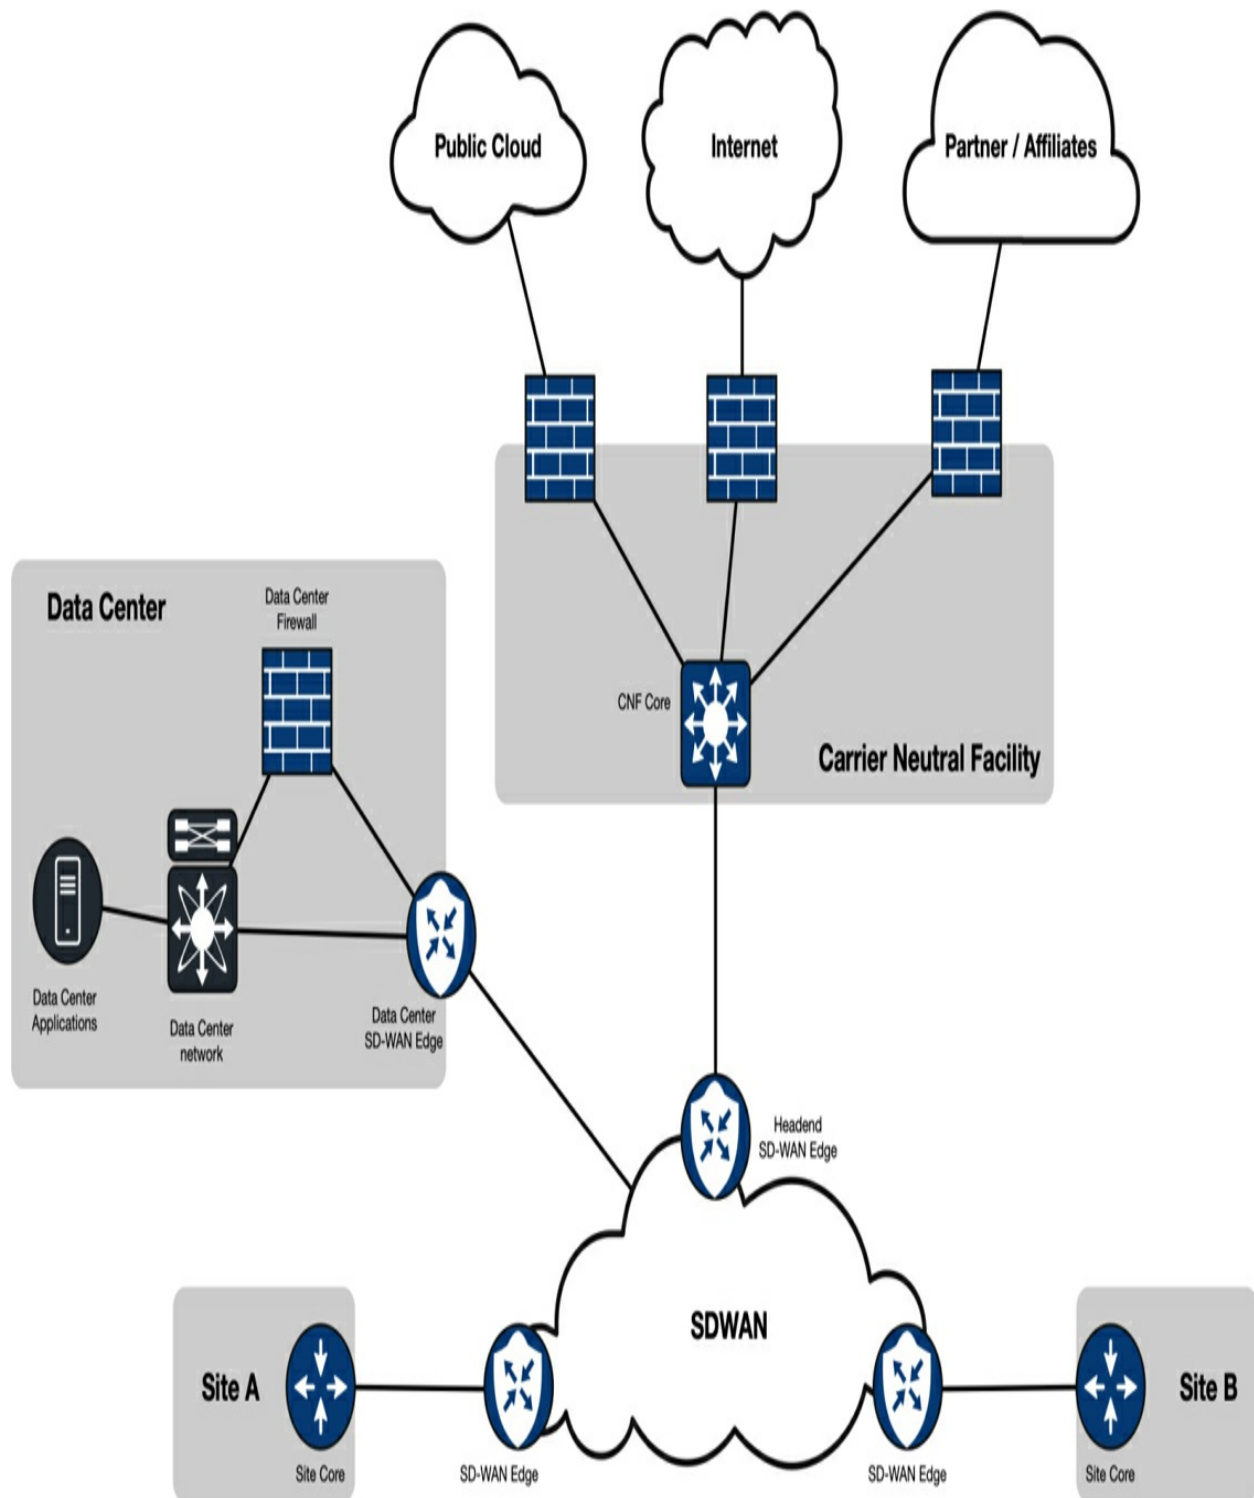 Public Cloud
Internet
Partner / Affiliates
Data Center
Data Center
Firewall
CNF Core
Carrier Neutral Facility
Data Center
Applications
Data Center
network
Data Center
SD-WAN Edge
Headend
SD-WAN Edge
SDWAN
Site A
Site B
Site Core
SD-WAN Edge
SD-WAN Edge
Site Core